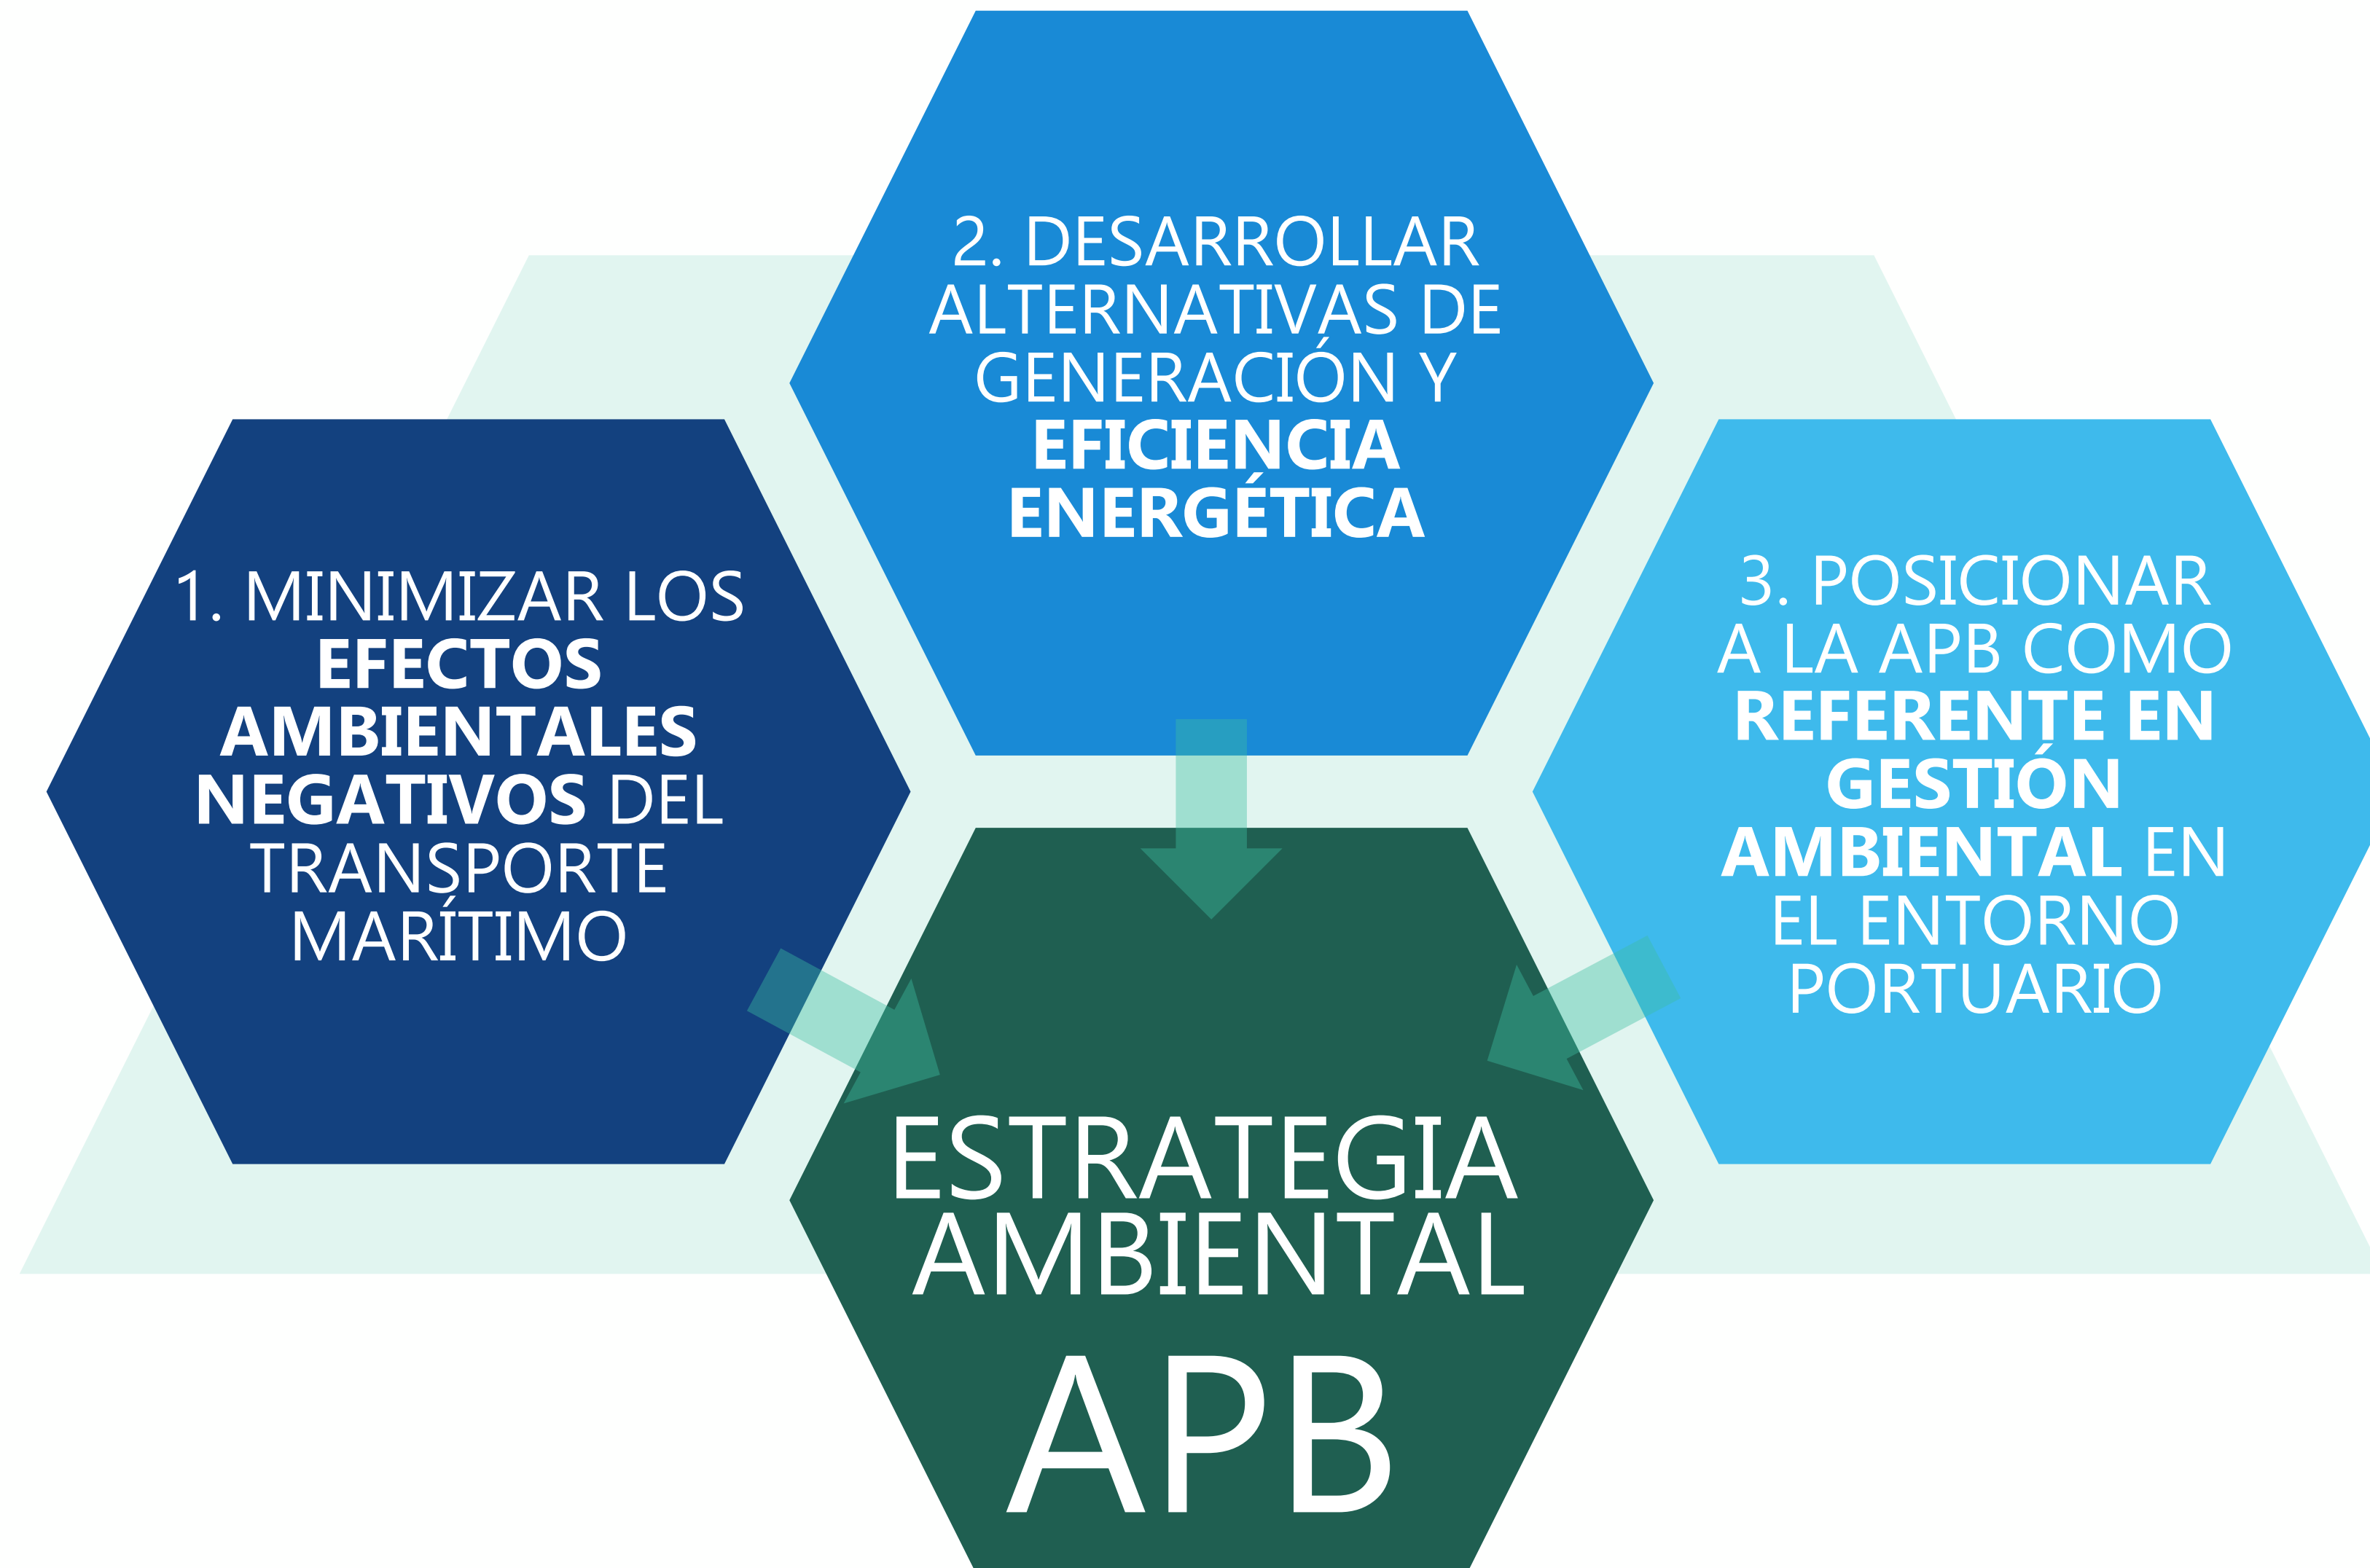 1. MINIMIZAR LOS
EFECTOS
AMBIENTALES
NEGATIVOS DEL
TRANSPORTE
MARÍTIMO
2. DESARROLLAR
ALTERNATIVAS DE
GENERACIÓN Y
EFICIENCIA
ENERGÉTICA
3. POSICIONAR
A LA APB COMO
REFERENTE EN
GESTIÓN
AMBIENTAL EN
EL ENTORNO
PORTUARIO
ESTRATEGIA
AMBIENTAL
APB